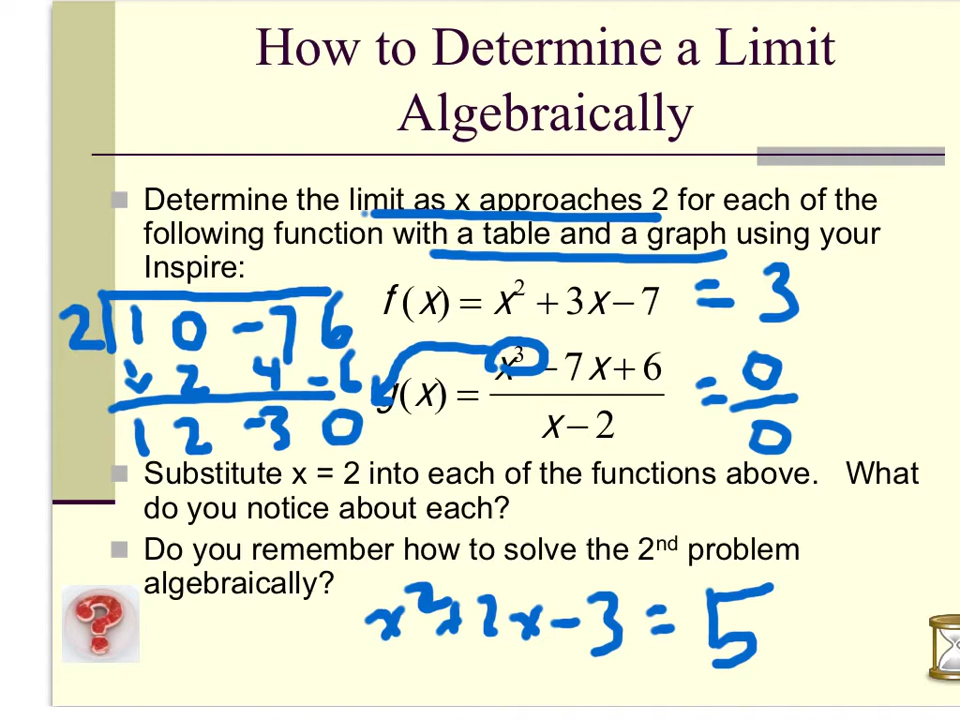 How to Determine a Limit
Algebraically
Determine the limit as x approaches 2 for each of the
following function with a table and a graph using your
Inspire:
f(x) = x² + 3x − 7 = 3
2 1 0 -7 6
2 4 -6
1 2 -3 0
g(x) = (x³ − 7x + 6)/(x − 2) = 0/0
Substitute x = 2 into each of the functions above. What
do you notice about each?
Do you remember how to solve the 2nd problem
algebraically?
x²+2x-3 = 5
?